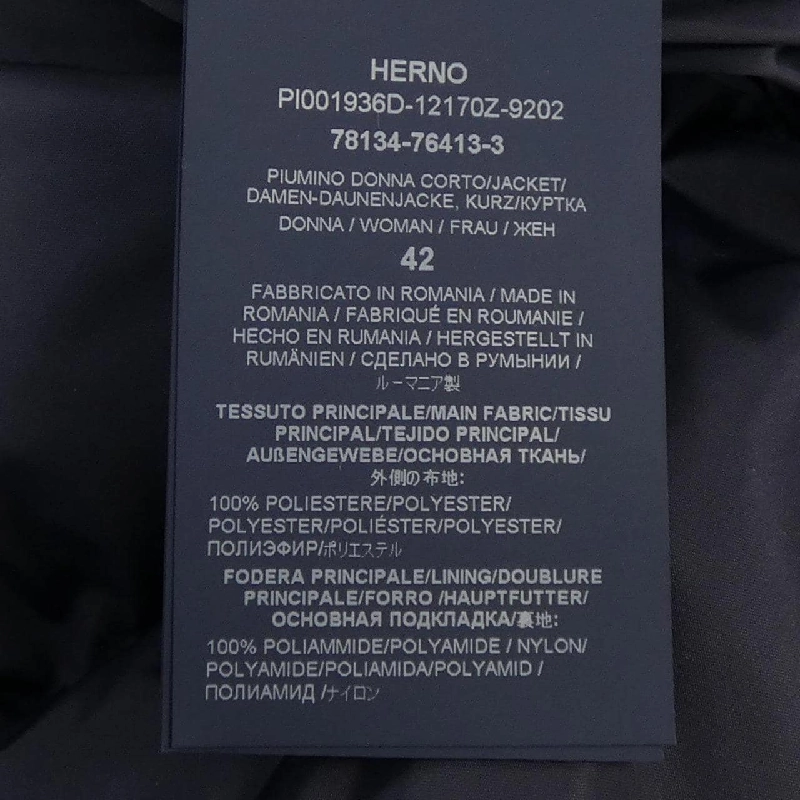 HERNO
PI001936D-12170Z-9202
78134-76413-3
PIUMINO DONNA CORTO/JACKET/
DAMEN-DAUNENJACKE, KURZ/КУРТКА
DONNA / WOMAN / FRAU / ЖЕН
42
FABBRICATO IN ROMANIA / MADE IN
ROMANIA / FABRIQUÉ EN ROUMANIE /
HECHO EN RUMANIA / HERGESTELLT IN
RUMÄNIEN / СДЕЛАНО В РУМЫНИИ /
ルーマニア製
TESSUTO PRINCIPALE/MAIN FABRIC/TISSU
PRINCIPAL/TEJIDO PRINCIPAL/
AUßENGEWEBE/ОСНОВНАЯ ТКАНЬ/
外側の布地:
100% POLIESTERE/POLYESTER/
POLYESTER/POLIÉSTER/POLYESTER/
ПОЛИЭФИР/ポリエステル
FODERA PRINCIPALE/LINING/DOUBLURE
PRINCIPALE/FORRO /HAUPTFUTTER/
ОСНОВНАЯ ПОДКЛАДКА/裏地:
100% POLIAMMIDE/POLYAMIDE / NYLON/
POLYAMIDE/POLIAMIDA/POLYAMID /
ПОЛИАМИД /ナイロン